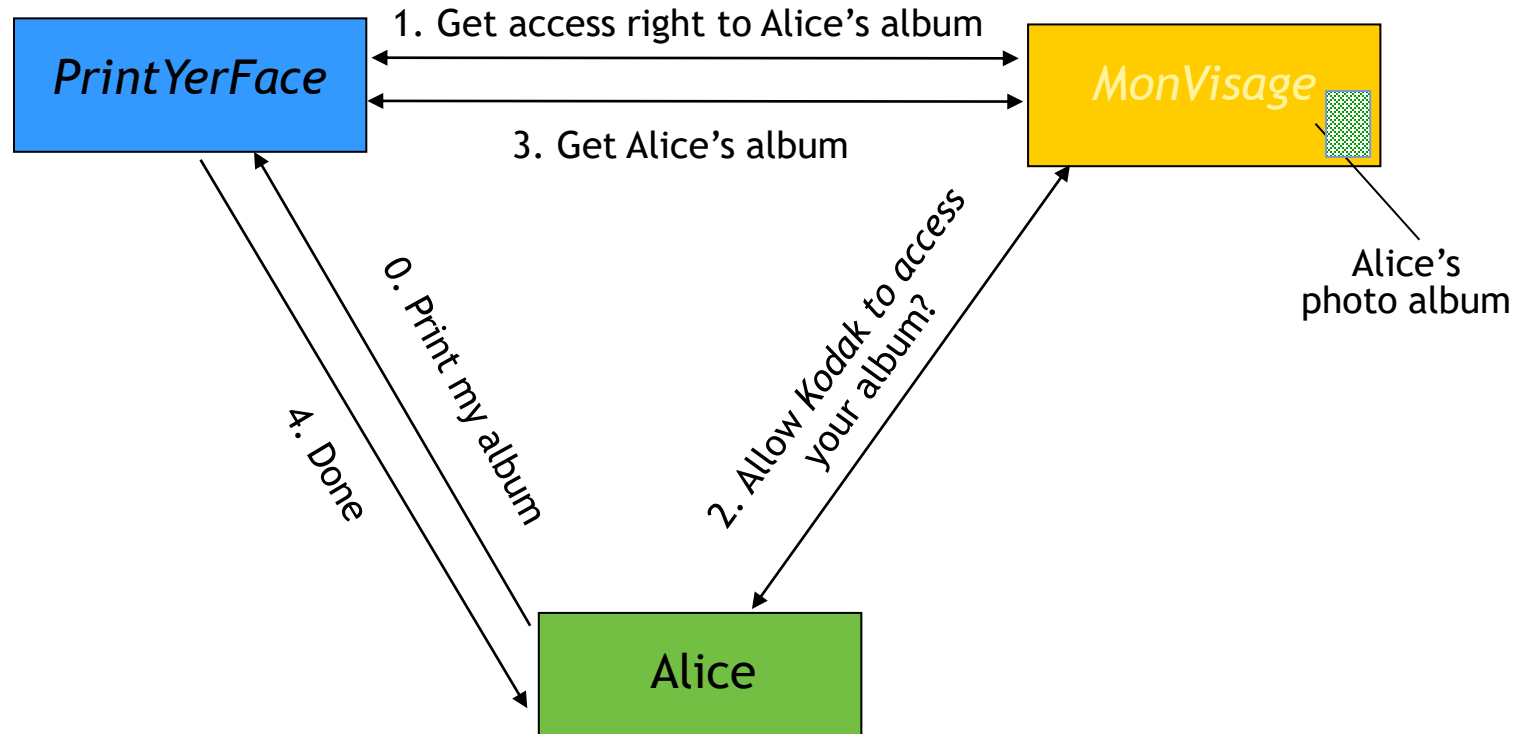 1. Get access right to Alice’s album
PrintYerFace
MonVisage
3. Get Alice’s album
Alice’s
photo album
0. Print my album
2. Allow Kodak to access
your album?
4. Done
Alice